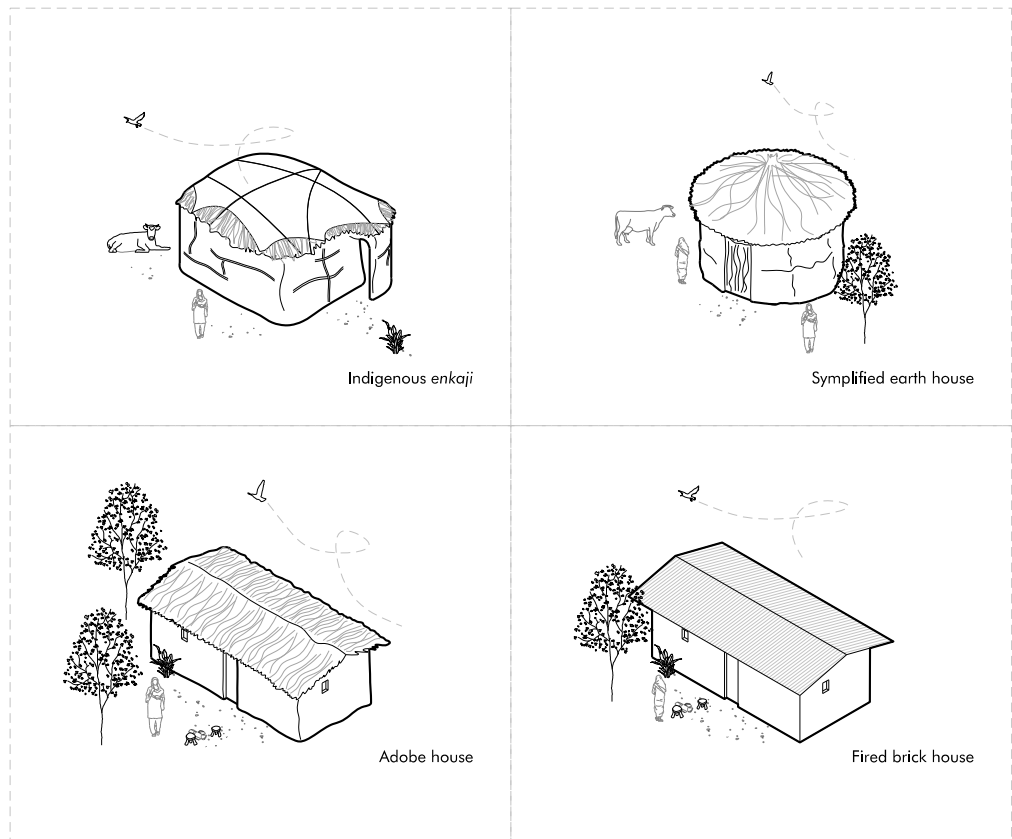 Indigenous enkaji
Symplified earth house
Adobe house
Fired brick house